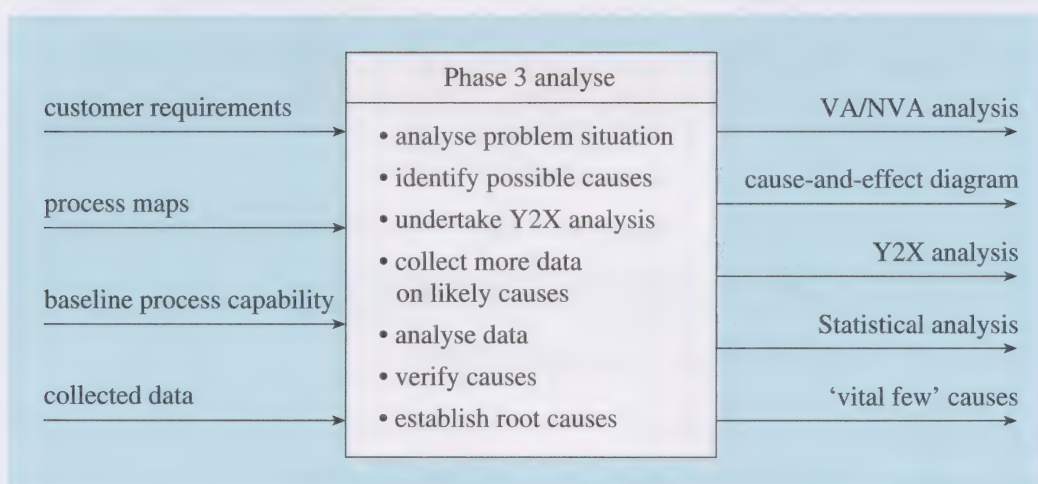 Phase 3 analyse
customer requirements
process maps
baseline process capability
collected data
• analyse problem situation
• identify possible causes
• undertake Y2X analysis
• collect more data
on likely causes
• analyse data
• verify causes
• establish root causes
VA/NVA analysis
cause-and-effect diagram
Y2X analysis
Statistical analysis
‘vital few’ causes